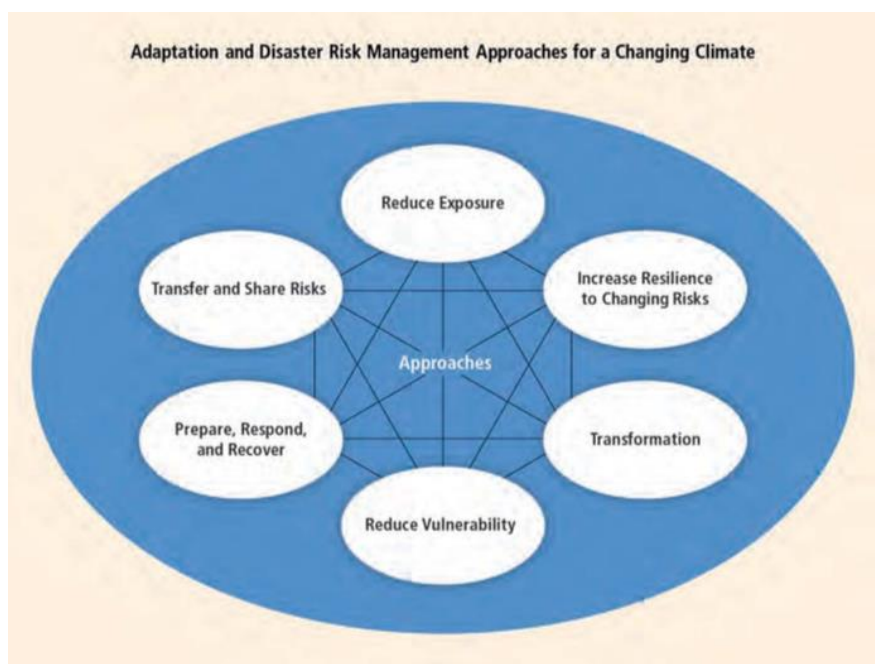 Adaptation and Disaster Risk Management Approaches for a Changing Climate
Reduce Exposure
Transfer and Share Risks
Increase Resilience
to Changing Risks
Approaches
Prepare, Respond,
and Recover
Transformation
Reduce Vulnerability